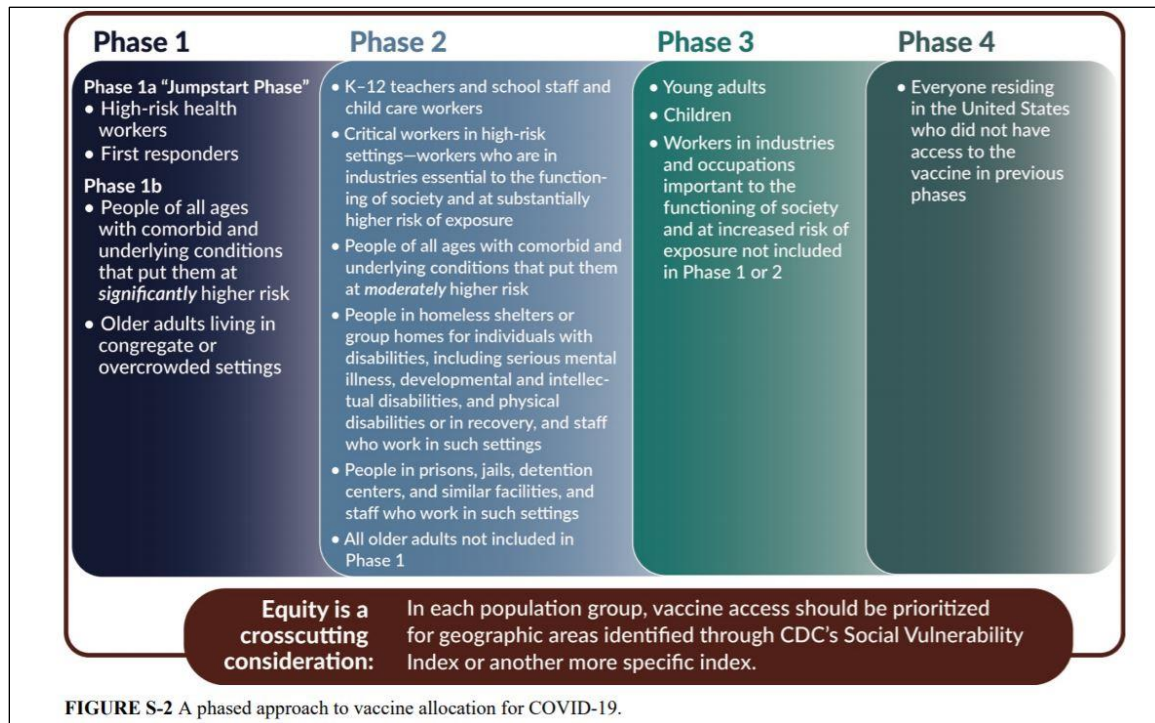 Phase 1
Phase 1a “Jumpstart Phase”
• High-risk health
workers
• First responders
Phase 1b
• People of all ages
with comorbid and
underlying conditions
that put them at
significantly higher risk
• Older adults living in
congregate or
overcrowded settings
Phase 2
• K–12 teachers and school staff and
child care workers
• Critical workers in high-risk
settings—workers who are in
industries essential to the function-
ing of society and at substantially
higher risk of exposure
• People of all ages with comorbid and
underlying conditions that put them
at moderately higher risk
• People in homeless shelters or
group homes for individuals with
disabilities, including serious mental
illness, developmental and intellec-
tual disabilities, and physical
disabilities or in recovery, and staff
who work in such settings
• People in prisons, jails, detention
centers, and similar facilities, and
staff who work in such settings
• All older adults not included in
Phase 1
Phase 3
• Young adults
• Children
• Workers in industries
and occupations
important to the
functioning of society
and at increased risk of
exposure not included
in Phase 1 or 2
Phase 4
• Everyone residing
in the United States
who did not have
access to the
vaccine in previous
phases
Equity is a
crosscutting
consideration:
In each population group, vaccine access should be prioritized
for geographic areas identified through CDC’s Social Vulnerability
Index or another more specific index.
FIGURE S-2 A phased approach to vaccine allocation for COVID-19.